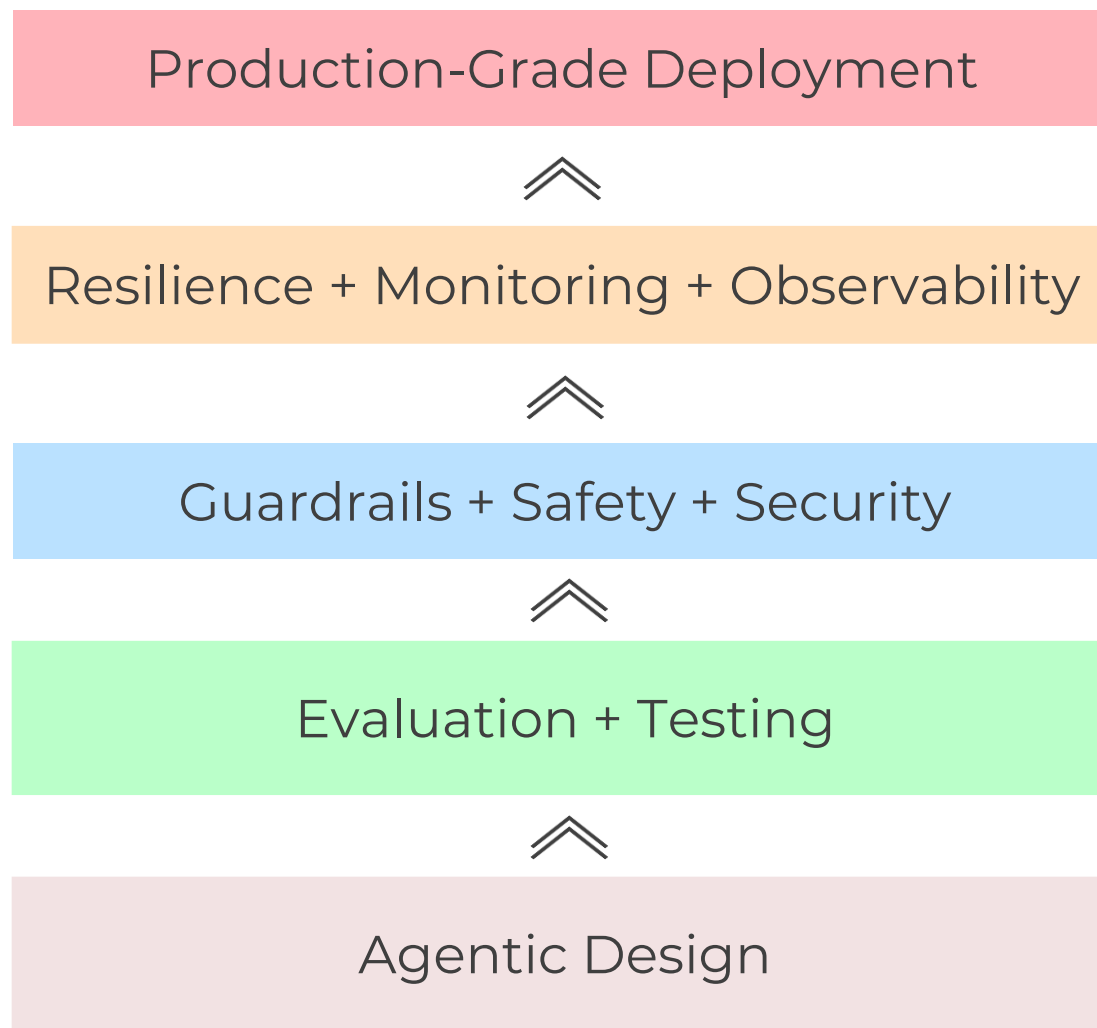 Production-Grade Deployment
Resilience + Monitoring + Observability
Guardrails + Safety + Security
Evaluation + Testing
Agentic Design